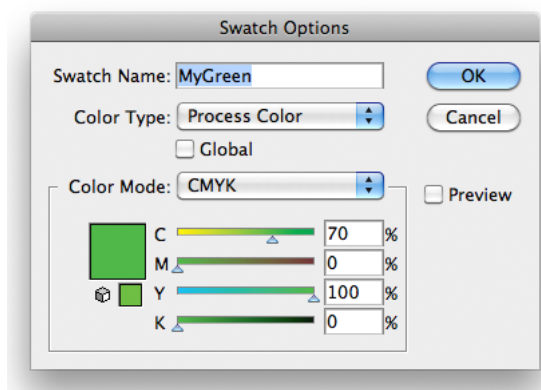 Swatch Options
Swatch Name: MyGreen
OK
Color Type: Process Color
Cancel
Global
Color Mode: CMYK
Preview
C 70 %
M 0 %
Y 100 %
K 0 %